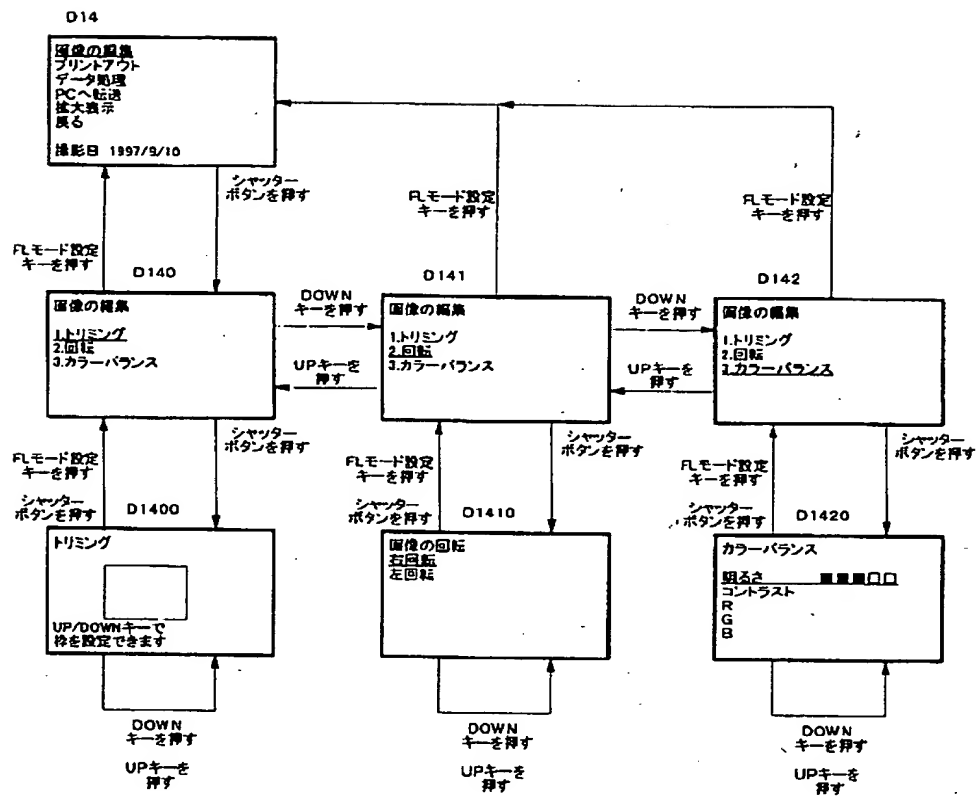 D14
画像の編集
プリントアウト
データ処理
PCへ転送
拡大表示
戻る
撮影日 1997/9/10
シャッター
ボタンを押す
FLモード設定
キーを押す
FLモード設定
キーを押す
FLモード設定
キーを押す
D140
画像の編集
1.トリミング
2.回転
3.カラーバランス
DOWN
キーを押す
UPキーを
押す
D141
画像の編集
1.トリミング
2.回転
3.カラーバランス
DOWN
キーを押す
UPキーを
押す
D142
画像の編集
1.トリミング
2.回転
3.カラーバランス
FLモード設定
キーを押す
シャッター
ボタンを押す
シャッター
ボタンを押す
FLモード設定
キーを押す
シャッター
ボタンを押す
シャッター
ボタンを押す
FLモード設定
キーを押す
シャッター
ボタンを押す
シャッター
ボタンを押す
D1400
トリミング
UP/DOWNキーで
枠を設定できます
D1410
画像の回転
右回転
左回転
D1420
カラーバランス
明るさ ■■■□□
コントラスト
R
G
B
DOWN
キーを押す
UPキーを
押す
DOWN
キーを押す
UPキーを
押す
DOWN
キーを押す
UPキーを
押す